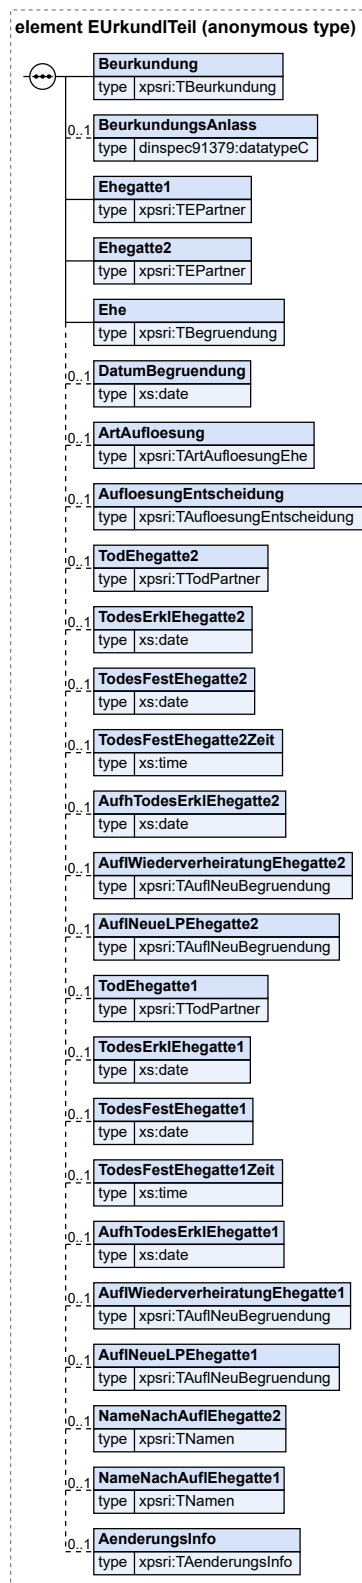 element EUrkundlTeil (anonymous type)
Beurkundung
type xpsri:TBeurkundung
0..1
BeurkundungsAnlass
type dinspec91379:datatypeC
Ehegatte1
type xpsri:TEPartner
Ehegatte2
type xpsri:TEPartner
Ehe
type xpsri:TBegruendung
0..1
DatumBegruendung
type xs:date
0..1
ArtAufloesung
type xpsri:TArtAufloesungEhe
0..1
AufloesungEntscheidung
type xpsri:TAufloesungEntscheidung
0..1
TodEhegatte2
type xpsri:TTodPartner
0..1
TodesErklEhegatte2
type xs:date
0..1
TodesFestEhegatte2
type xs:date
0..1
TodesFestEhegatte2Zeit
type xs:time
0..1
AufhTodesErklEhegatte2
type xs:date
0..1
AuflWiederverheiratungEhegatte2
type xpsri:TAuflNeuBegruendung
0..1
AuflNeueLPEhegatte2
type xpsri:TAuflNeuBegruendung
0..1
TodEhegatte1
type xpsri:TTodPartner
0..1
TodesErklEhegatte1
type xs:date
0..1
TodesFestEhegatte1
type xs:date
0..1
TodesFestEhegatte1Zeit
type xs:time
0..1
AufhTodesErklEhegatte1
type xs:date
0..1
AuflWiederverheiratungEhegatte1
type xpsri:TAuflNeuBegruendung
0..1
AuflNeueLPEhegatte1
type xpsri:TAuflNeuBegruendung
0..1
NameNachAuflEhegatte2
type xpsri:TNamen
0..1
NameNachAuflEhegatte1
type xpsri:TNamen
0..1
AenderungsInfo
type xpsri:TAenderungsInfo